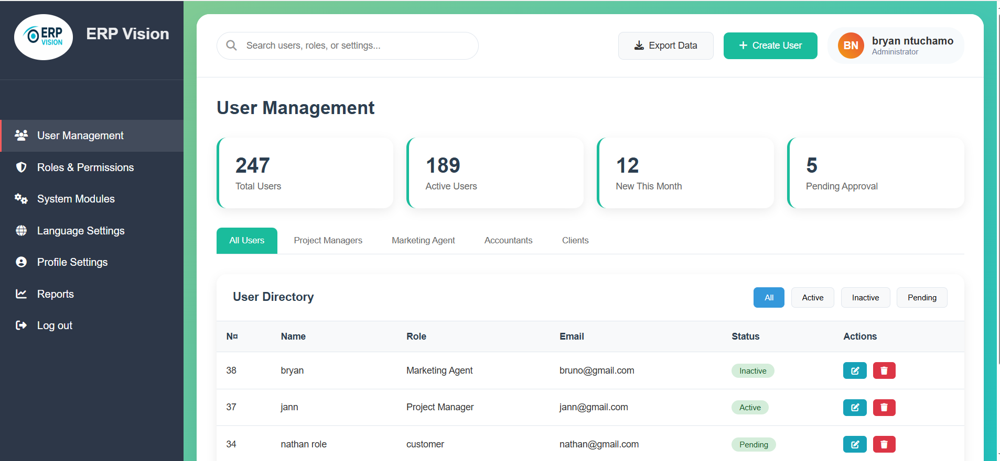 ERP
VISION
ERP Vision
User Management
Roles & Permissions
System Modules
Language Settings
Profile Settings
Reports
Log out
Search users, roles, or settings...
Export Data
Create User
BN
bryan ntuchamo
Administrator
User Management
247
Total Users
189
Active Users
12
New This Month
5
Pending Approval
All Users Project Managers Marketing Agent Accountants Clients
User Directory
All Active Inactive Pending
N¤ Name Role Email Status Actions
38 bryan Marketing Agent bruno@gmail.com Inactive
37 jann Project Manager jann@gmail.com Active
34 nathan role customer nathan@gmail.com Pending